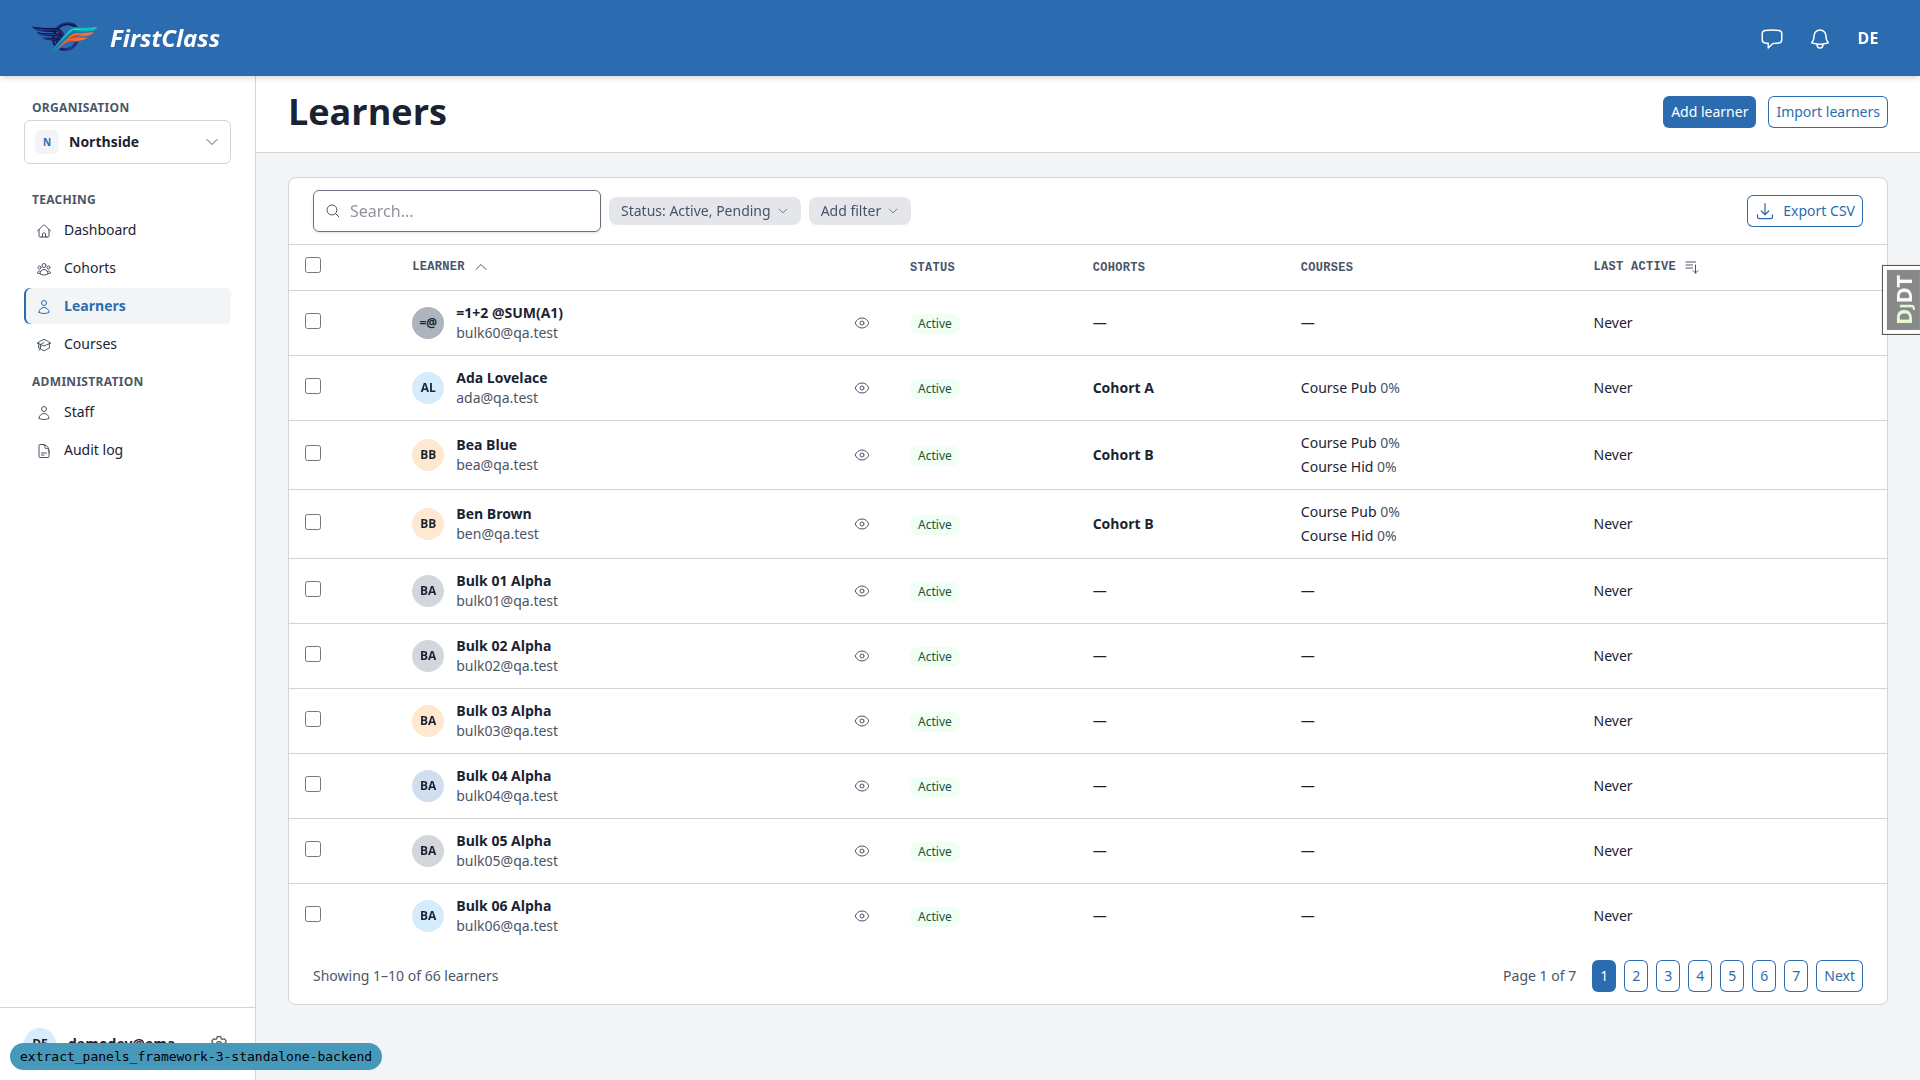 FirstClass
DE
ORGANISATION
N Northside
TEACHING
Dashboard
Cohorts
Learners
Courses
ADMINISTRATION
Staff
Audit log
Learners
Add learner
Import learners
Search...
Status: Active, Pending
Add filter
Export CSV
LEARNER STATUS COHORTS COURSES LAST ACTIVE
=@ =1+2 @SUM(A1) Active — — Never
bulk60@qa.test
AL Ada Lovelace Active Cohort A Course Pub 0% Never
ada@qa.test
BB Bea Blue Active Cohort B Course Pub 0% Never
bea@qa.test Course Hid 0%
BB Ben Brown Active Cohort B Course Pub 0% Never
ben@qa.test Course Hid 0%
BA Bulk 01 Alpha Active — — Never
bulk01@qa.test
BA Bulk 02 Alpha Active — — Never
bulk02@qa.test
BA Bulk 03 Alpha Active — — Never
bulk03@qa.test
BA Bulk 04 Alpha Active — — Never
bulk04@qa.test
BA Bulk 05 Alpha Active — — Never
bulk05@qa.test
BA Bulk 06 Alpha Active — — Never
bulk06@qa.test
Showing 1–10 of 66 learners
Page 1 of 7 1 2 3 4 5 6 7 Next
DjDT
extract_panels_framework-3-standalone-backend